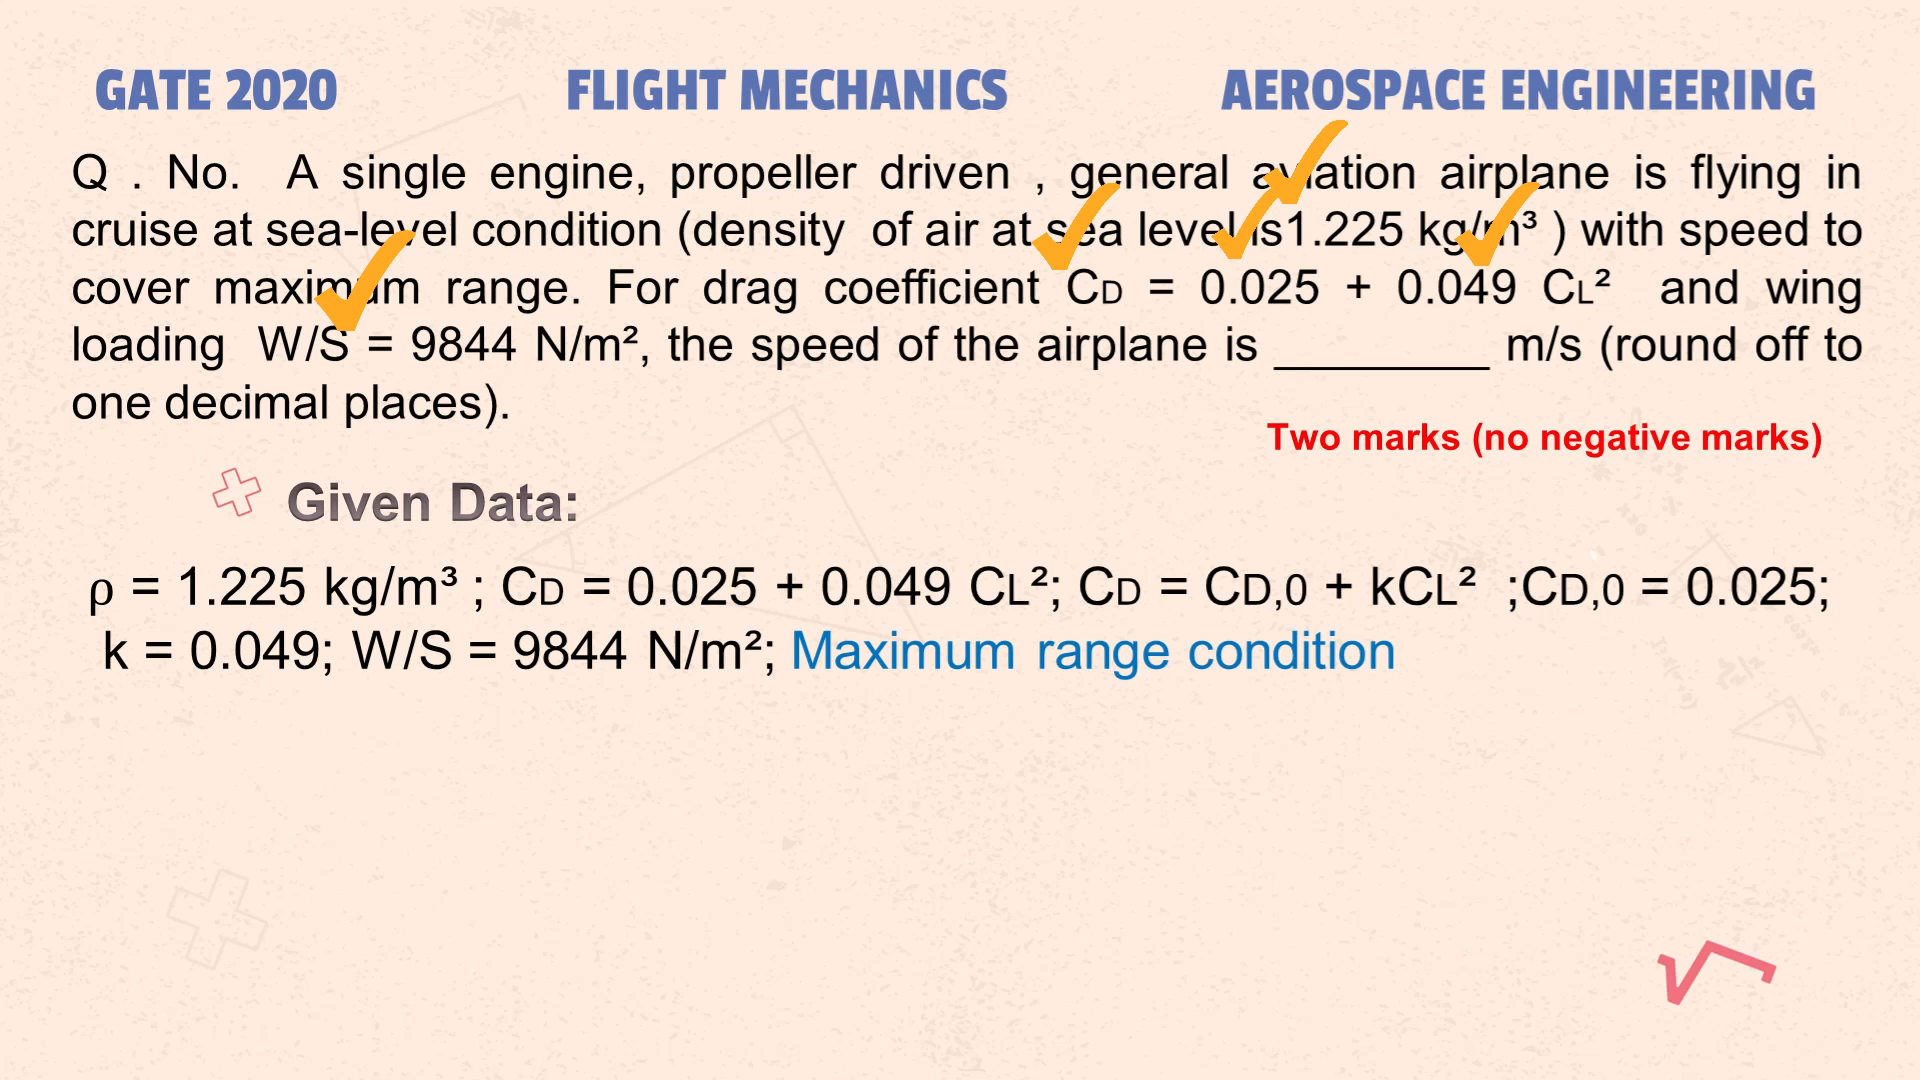 GATE 2020 FLIGHT MECHANICS AEROSPACE ENGINEERING
Q . No. A single engine, propeller driven , general aviation airplane is flying in
cruise at sea-level condition (density of air at sea level is1.225 kg/m³ ) with speed to
cover maximum range. For drag coefficient CD = 0.025 + 0.049 CL² and wing
loading W/S = 9844 N/m², the speed of the airplane is ________ m/s (round off to
one decimal places).
Two marks (no negative marks)
Given Data:
ρ = 1.225 kg/m³ ; CD = 0.025 + 0.049 CL²; CD = CD,0 + kCL² ;CD,0 = 0.025;
k = 0.049; W/S = 9844 N/m²; Maximum range condition